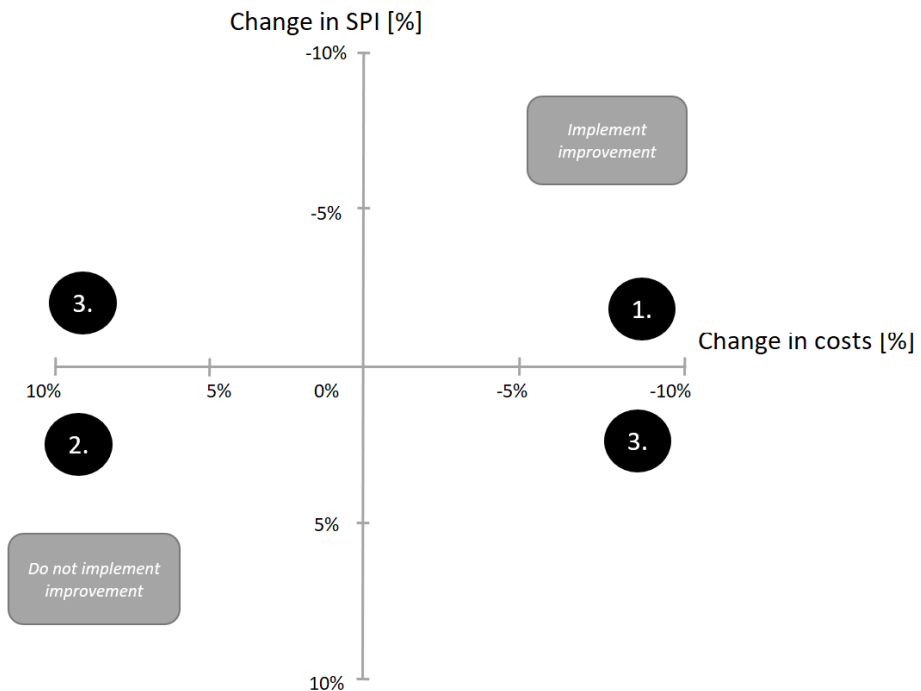 Change in SPI [%]
-10%
Implement
improvement
-5%
3.
1.
Change in costs [%]
10%
5%
0%
-5%
-10%
2.
3.
5%
Do not implement
improvement
10%